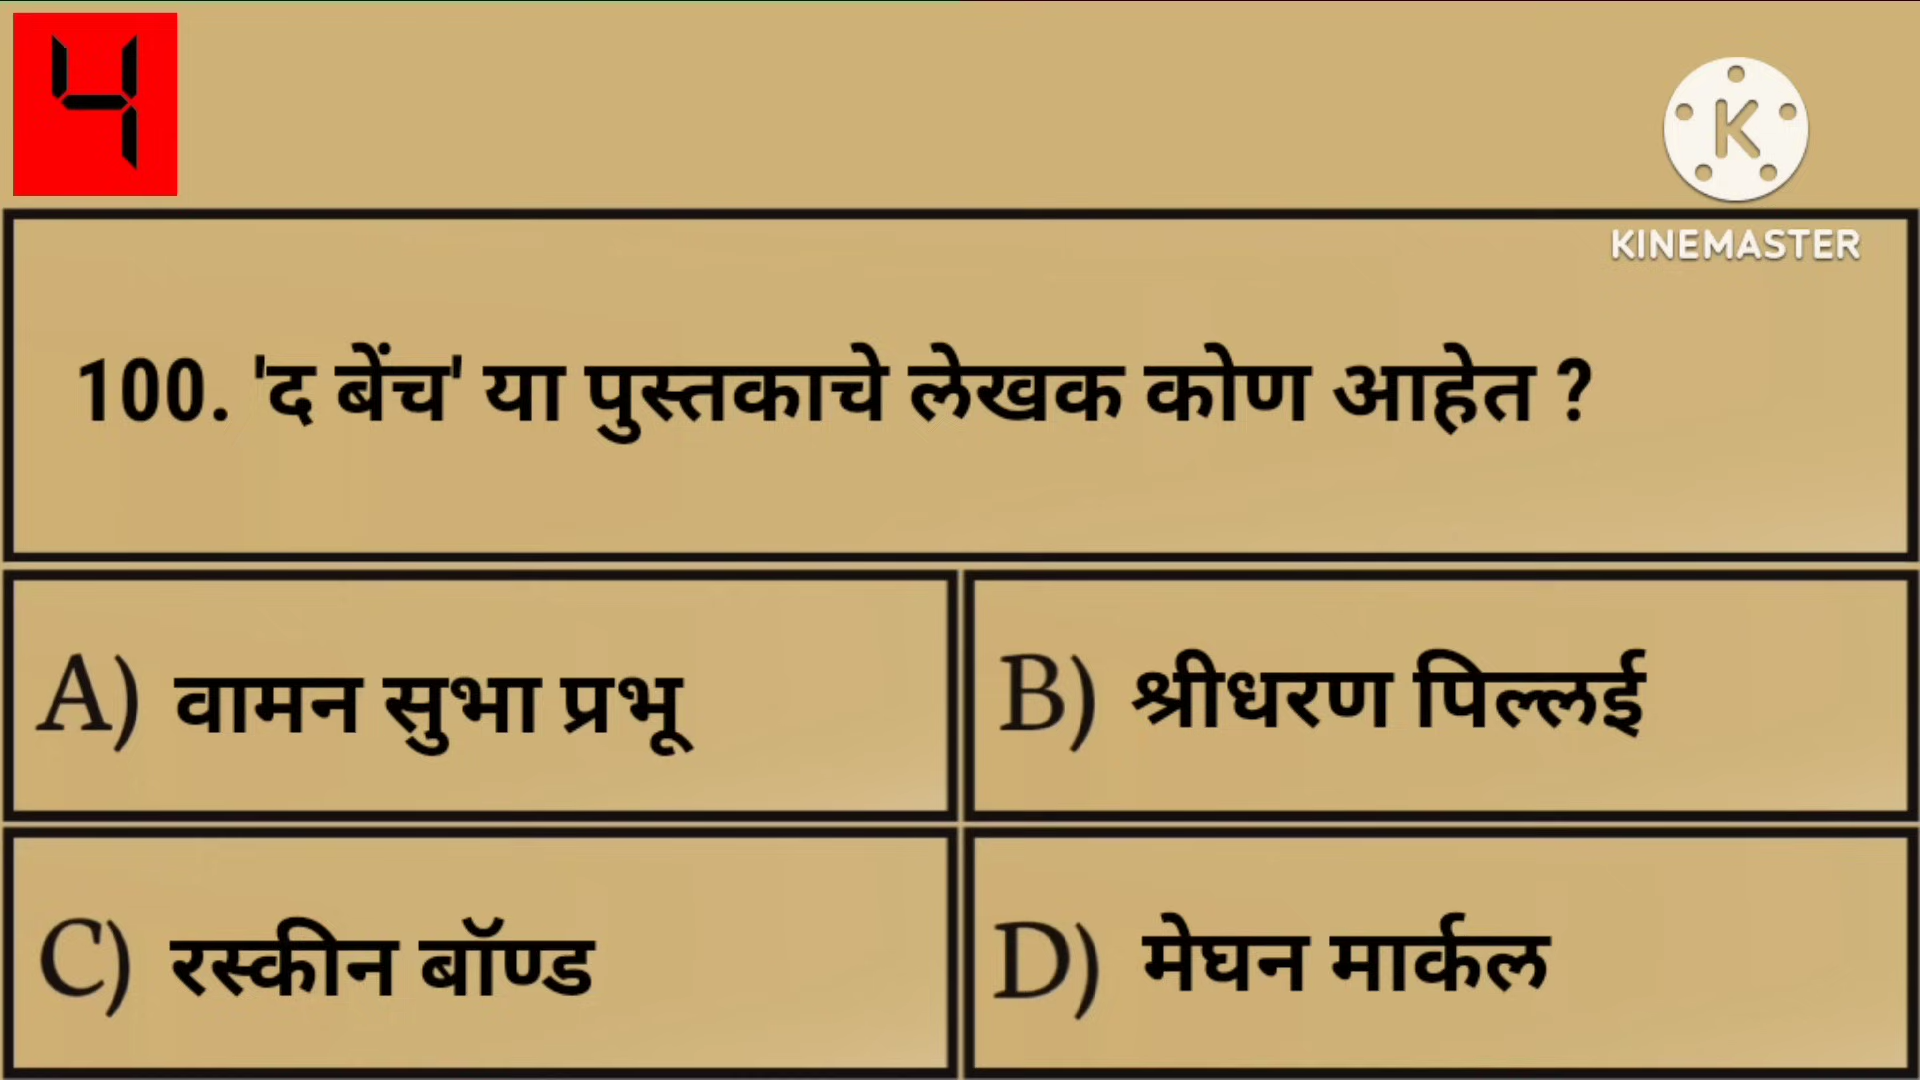 4
K
KINEMASTER
100. 'द बेंच' या पुस्तकाचे लेखक कोण आहेत ?
A) वामन सुभा प्रभू
B) श्रीधरण पिल्लई
C) रस्कीन बॉण्ड
D) मेघन मार्कल